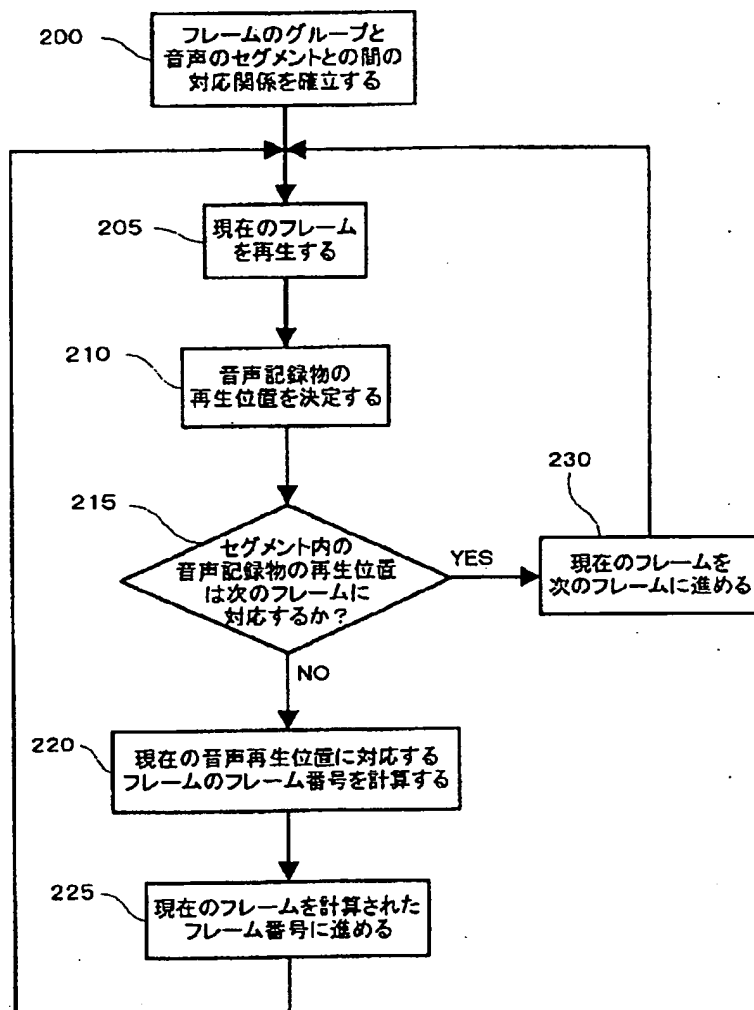 200
フレームのグループと
音声のセグメントとの間の
対応関係を確立する
205
現在のフレーム
を再生する
210
音声記録物の
再生位置を決定する
215
セグメント内の
音声記録物の再生位置
は次のフレームに
対応するか?
YES
230
現在のフレームを
次のフレームに進める
NO
220
現在の音声再生位置に対応する
フレームのフレーム番号を計算する
225
現在のフレームを計算された
フレーム番号に進める